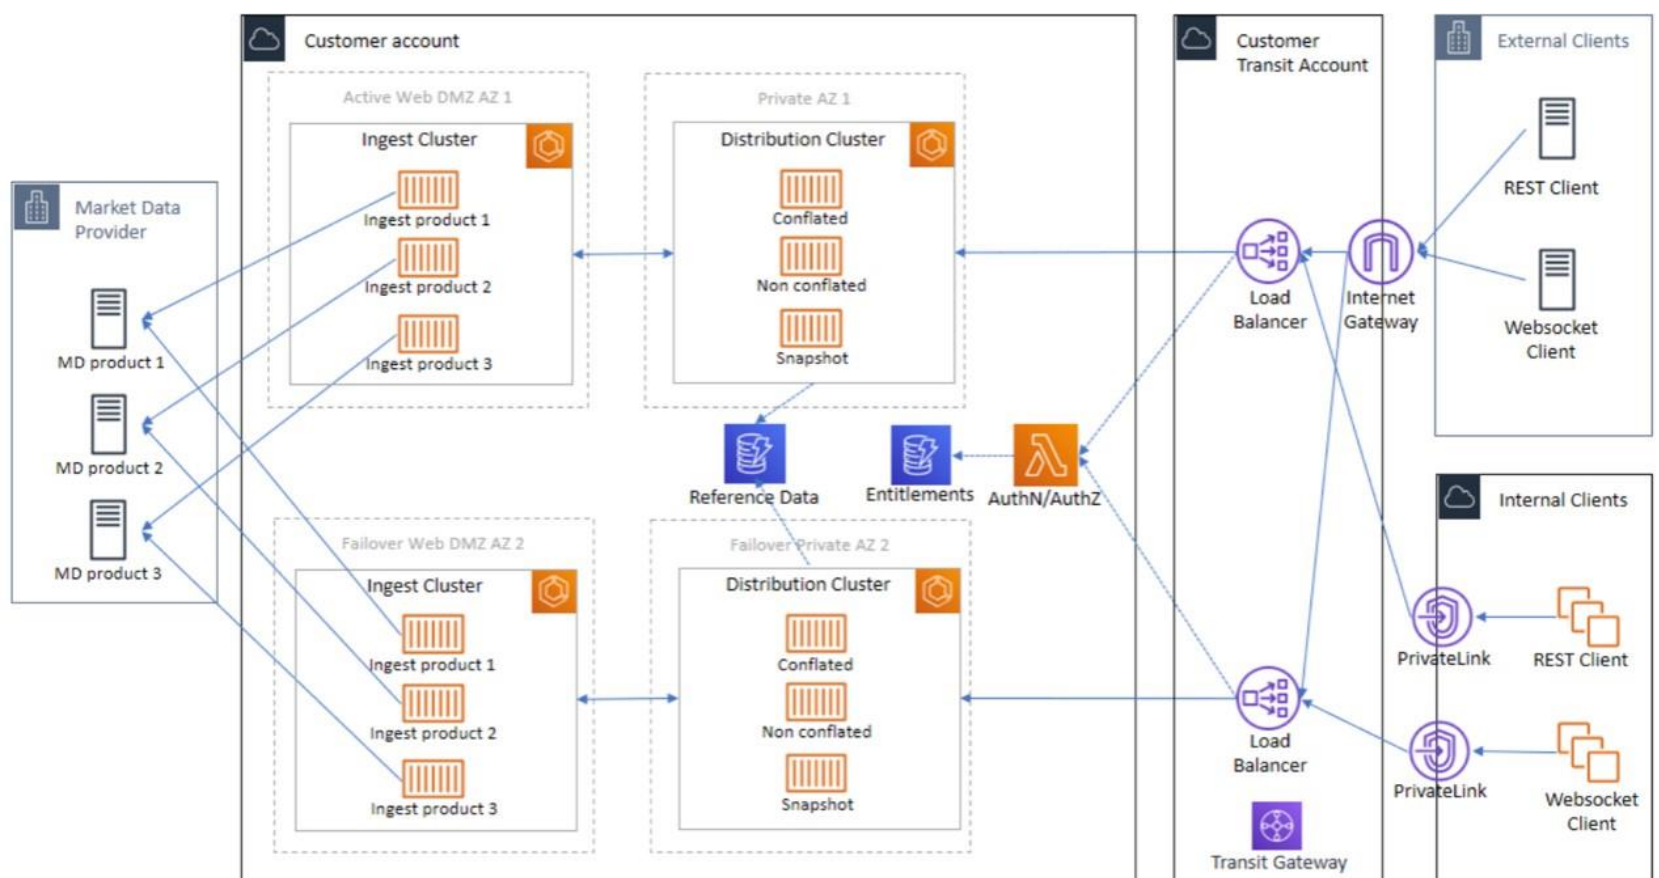 Customer account
Customer
Transit Account
External Clients
Active Web DMZ AZ 1
Private AZ 1
Ingest Cluster
Distribution Cluster
Ingest product 1
Ingest product 2
Ingest product 3
Conflated
Non conflated
Snapshot
Market Data
Provider
MD product 1
MD product 2
MD product 3
REST Client
Websocket
Client
Load
Balancer
Internet
Gateway
Reference Data
Entitlements
AuthN/AuthZ
Internal Clients
Failover Web DMZ AZ 2
Failover Private AZ 2
Ingest Cluster
Distribution Cluster
Ingest product 1
Ingest product 2
Ingest product 3
Conflated
Non conflated
Snapshot
Load
Balancer
Transit Gateway
PrivateLink
REST Client
PrivateLink
Websocket
Client